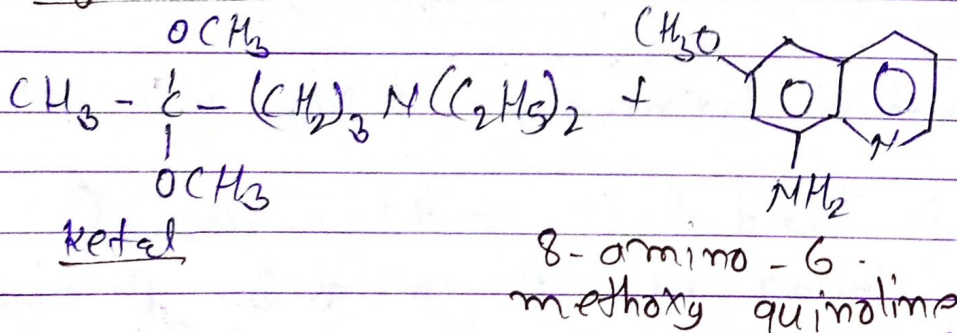 OCH₃ CH₃O
CH₃ - C - (CH₂)₃ N(C₂H₅)₂ +
N
OCH₃ NH₂
ketal 8-amino-6-
methoxy quinoline